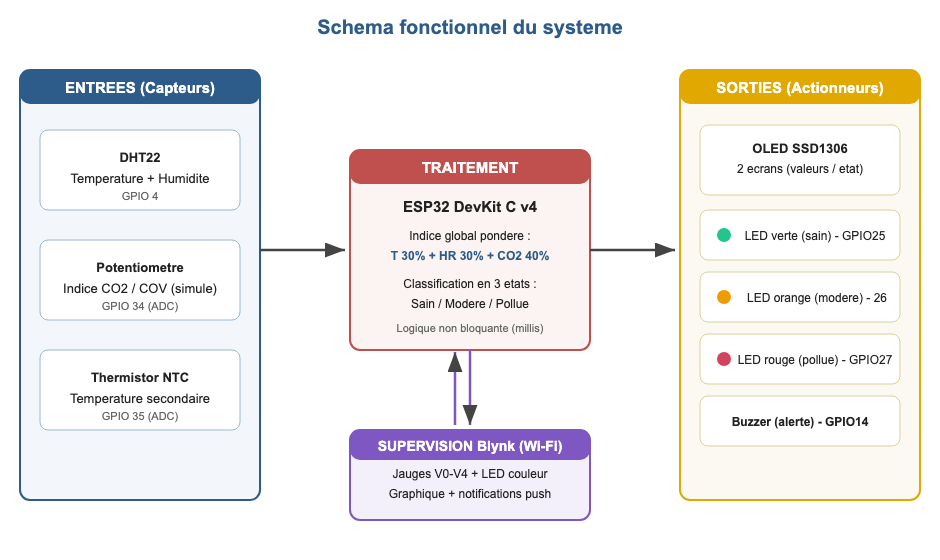 Schema fonctionnel du systeme
ENTREES (Capteurs)
DHT22
Temperature + Humidite
GPIO 4
Potentiometre
Indice CO2 / COV (simule)
GPIO 34 (ADC)
Thermistor NTC
Temperature secondaire
GPIO 35 (ADC)
TRAITEMENT
ESP32 DevKit C v4
Indice global pondere :
T 30% + HR 30% + CO2 40%
Classification en 3 etats :
Sain / Modere / Pollue
Logique non bloquante (millis)
SUPERVISION Blynk (Wi-Fi)
Jauges V0-V4 + LED couleur
Graphique + notifications push
SORTIES (Actionneurs)
OLED SSD1306
2 ecrans (valeurs / etat)
LED verte (sain) - GPIO25
LED orange (modere) - 26
LED rouge (pollue) - GPIO27
Buzzer (alerte) - GPIO14